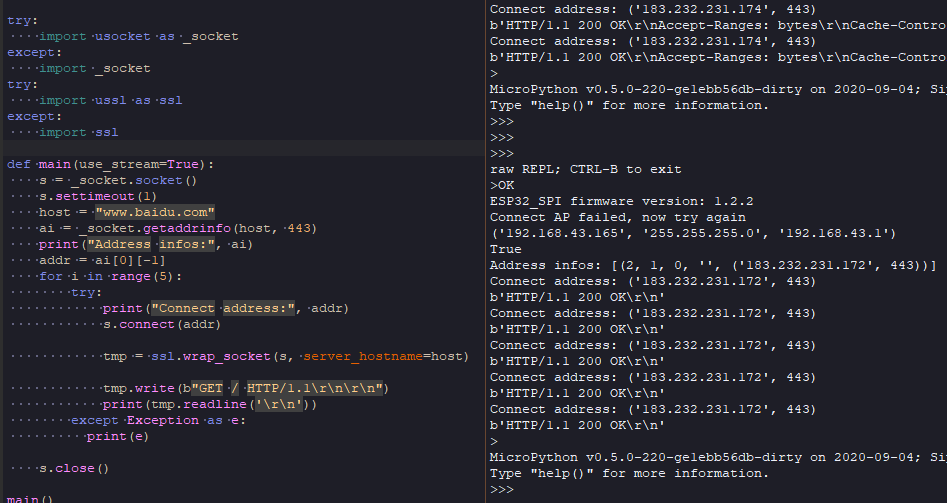 try:
    import usocket as _socket
except:
    import _socket
try:
    import ussl as ssl
except:
    import ssl
def main(use_stream=True):
    s = _socket.socket()
    s.settimeout(1)
    host = "www.baidu.com"
    ai = _socket.getaddrinfo(host, 443)
    print("Address infos:", ai)
    addr = ai[0][-1]
    for i in range(5):
        try:
            print("Connect address:", addr)
            s.connect(addr)
            tmp = ssl.wrap_socket(s, server_hostname=host)
            tmp.write(b"GET / HTTP/1.1\r\n\r\n")
            print(tmp.readline('\r\n'))
        except Exception as e:
          print(e)
    s.close()
main()
Connect address: ('183.232.231.174', 443)
b'HTTP/1.1 200 OK\r\nAccept-Ranges: bytes\r\nCache-Contro
Connect address: ('183.232.231.174', 443)
b'HTTP/1.1 200 OK\r\nAccept-Ranges: bytes\r\nCache-Contro
>
MicroPython v0.5.0-220-ge1ebb56db-dirty on 2020-09-04; Si
Type "help()" for more information.
>>>
>>>
>>>
raw REPL; CTRL-B to exit
>OK
ESP32_SPI firmware version: 1.2.2
Connect AP failed, now try again
('192.168.43.165', '255.255.255.0', '192.168.43.1')
True
Address infos: [(2, 1, 0, '', ('183.232.231.172', 443))]
Connect address: ('183.232.231.172', 443)
b'HTTP/1.1 200 OK\r\n'
Connect address: ('183.232.231.172', 443)
b'HTTP/1.1 200 OK\r\n'
Connect address: ('183.232.231.172', 443)
b'HTTP/1.1 200 OK\r\n'
Connect address: ('183.232.231.172', 443)
b'HTTP/1.1 200 OK\r\n'
Connect address: ('183.232.231.172', 443)
b'HTTP/1.1 200 OK\r\n'
>
MicroPython v0.5.0-220-ge1ebb56db-dirty on 2020-09-04; Si
Type "help()" for more information.
>>>